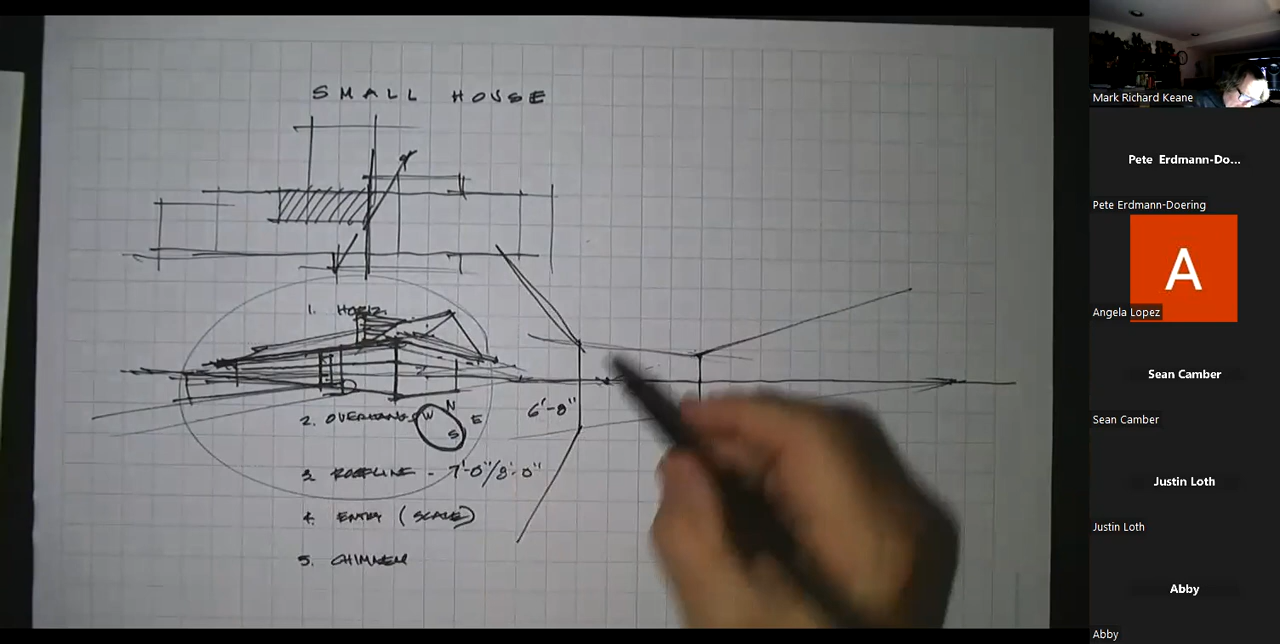 SMALL HOUSE
1. HORIZ.
2. OVERHANG
W N E S
6'-8"
3. ROOFLINE - 7'-0"/8'-0"
4. ENTRY (SCALE)
5. CHIMNEY
Mark Richard Keane
Pete Erdmann-Do...
Pete Erdmann-Doering
A
Angela Lopez
Sean Camber
Sean Camber
Justin Loth
Justin Loth
Abby
Abby